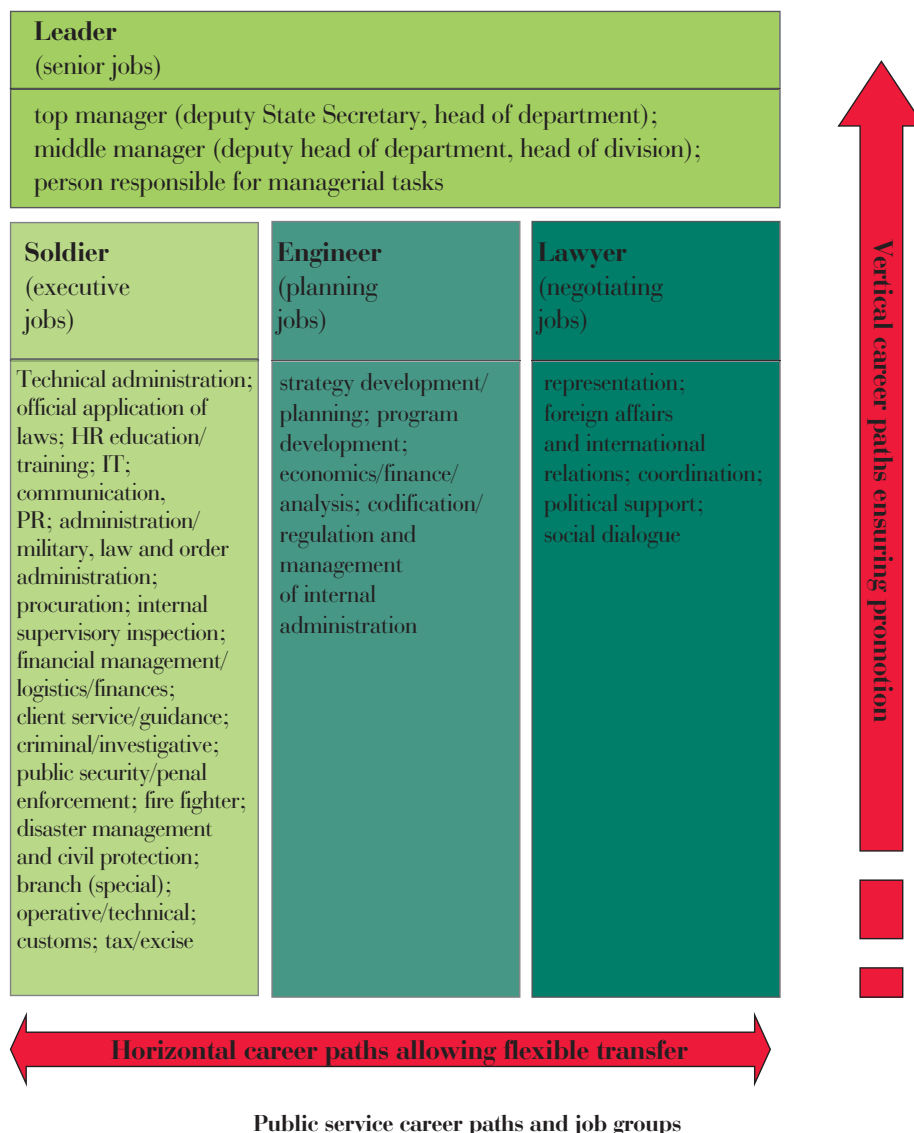 Leader
(senior jobs)
top manager (deputy State Secretary, head of department);
middle manager (deputy head of department, head of division);
person responsible for managerial tasks
Soldier
(executive
jobs)
Technical administration;
official application of
laws; HR education/
training; IT;
communication,
PR; administration/
military, law and order
administration;
procuration; internal
supervisory inspection;
financial management/
logistics/finances;
client service/guidance;
criminal/investigative;
public security/penal
enforcement; fire fighter;
disaster management
and civil protection;
branch (special);
operative/technical;
customs; tax/excise
Engineer
(planning
jobs)
strategy development/
planning; program
development;
economics/finance/
analysis; codification/
regulation and
management
of internal
administration
Lawyer
(negotiating
jobs)
representation;
foreign affairs
and international
relations; coordination;
political support;
social dialogue
Vertical career paths ensuring promotion
Horizontal career paths allowing flexible transfer
Public service career paths and job groups